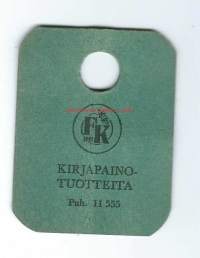 FK
KIRJAPAINO-
TUOTTEITA
Puh. 11 555